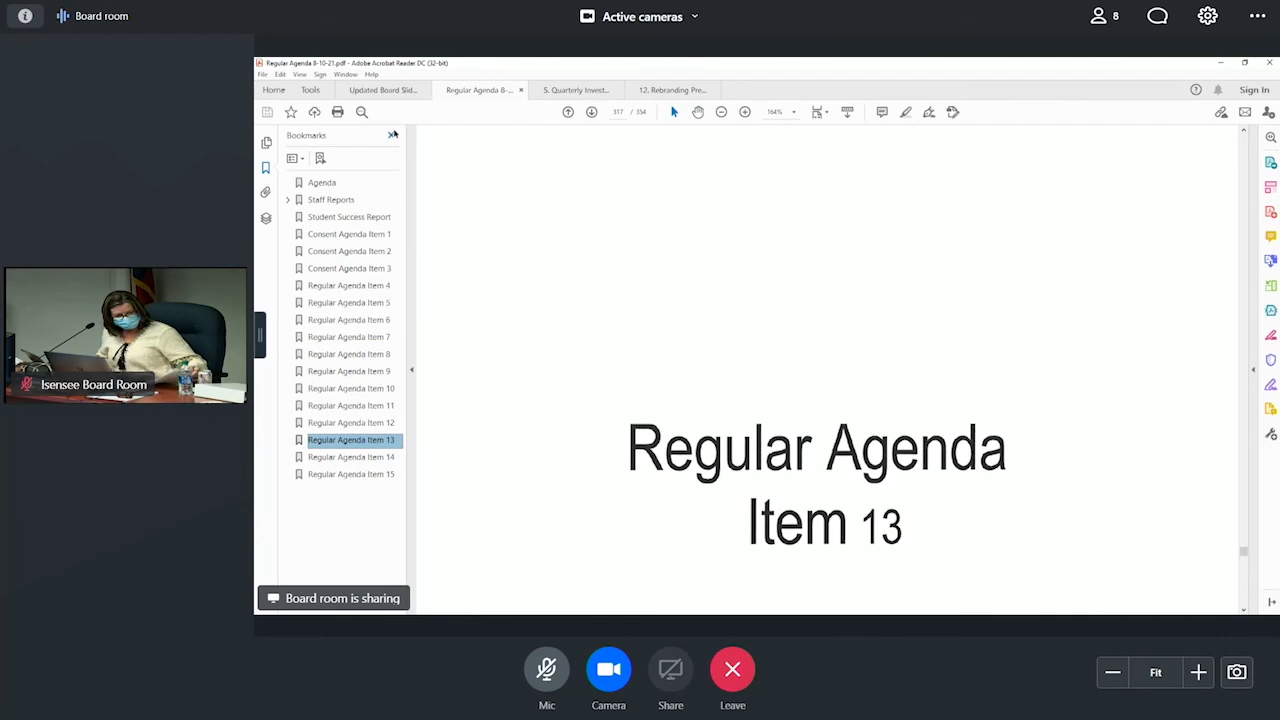 Board room
Active cameras
8
Regular Agenda 8-10-21.pdf - Adobe Acrobat Reader DC (32-bit)
File Edit View Sign Window Help
Home Tools Updated Board Slid... Regular Agenda 8-... × 5. Quarterly Invest... 12. Rebranding Pre... Sign In
317 / 354 164%
Bookmarks
Agenda
Staff Reports
Student Success Report
Consent Agenda Item 1
Consent Agenda Item 2
Consent Agenda Item 3
Regular Agenda Item 4
Regular Agenda Item 5
Regular Agenda Item 6
Regular Agenda Item 7
Regular Agenda Item 8
Regular Agenda Item 9
Regular Agenda Item 10
Regular Agenda Item 11
Regular Agenda Item 12
Regular Agenda Item 13
Regular Agenda Item 14
Regular Agenda Item 15
Regular Agenda
Item 13
Isensee Board Room
Board room is sharing
Mic Camera Share Leave
Fit